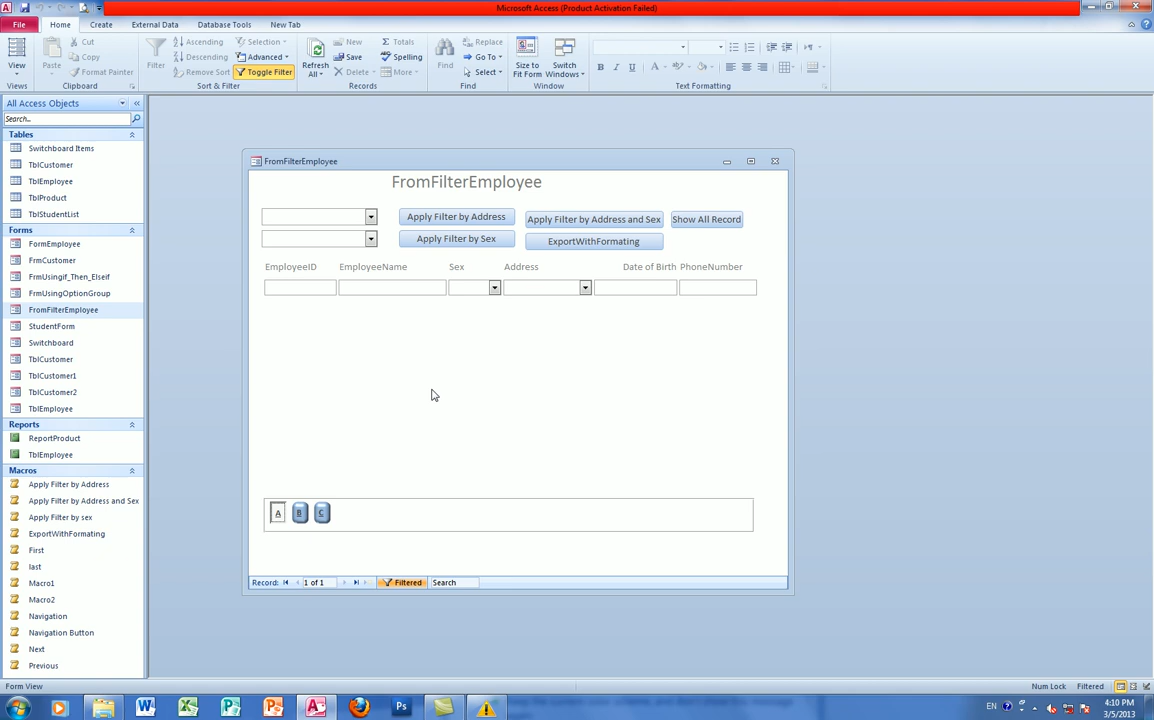 Microsoft Access (Product Activation Failed)
File Home Create External Data Database Tools New Tab
View
Views
Paste
Cut
Copy
Format Painter
Clipboard
Filter
Ascending
Descending
Remove Sort
Selection
Advanced
Toggle Filter
Sort & Filter
Refresh
All
New
Save
Delete
Totals
Spelling
More
Records
Find
Replace
Go To
Select
Find
Size to
Fit Form
Switch
Windows
Window
B I U A
Text Formatting
All Access Objects
Search...
Tables
Switchboard Items
TblCustomer
TblEmployee
TblProduct
TblStudentList
Forms
FormEmployee
FrmCustomer
FrmUsingif_Then_Elseif
FrmUsingOptionGroup
FromFilterEmployee
StudentForm
Switchboard
TblCustomer
TblCustomer1
TblCustomer2
TblEmployee
Reports
ReportProduct
TblEmployee
Macros
Apply Filter by Address
Apply Filter by Address and Sex
Apply Filter by sex
ExportWithFormating
First
last
Macro1
Macro2
Navigation
Navigation Button
Next
Previous
FromFilterEmployee
FromFilterEmployee
Apply Filter by Address
Apply Filter by Address and Sex
Show All Record
Apply Filter by Sex
ExportWithFormating
EmployeeID EmployeeName Sex Address Date of Birth PhoneNumber
A B C
Record: 1 of 1 Filtered Search
Form View
Num Lock Filtered
EN
4:10 PM
3/5/2013